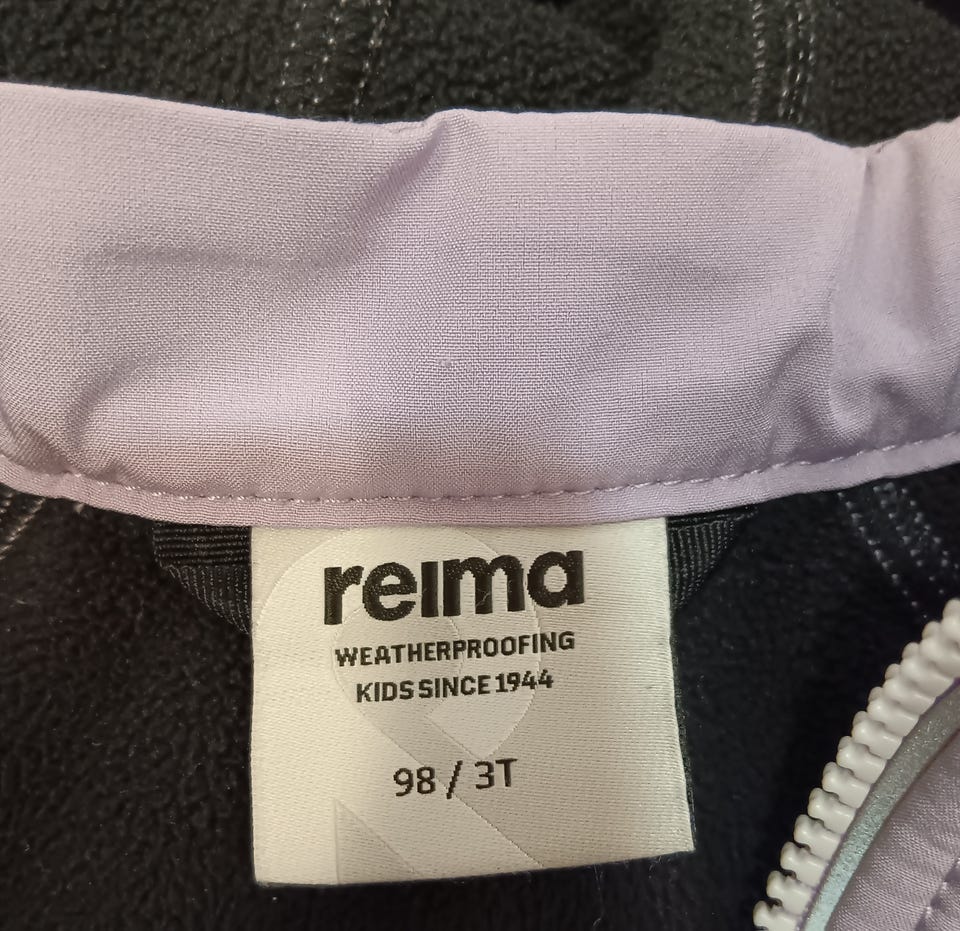 reima
WEATHERPROOFING
KIDS SINCE 1944
98 / 3T